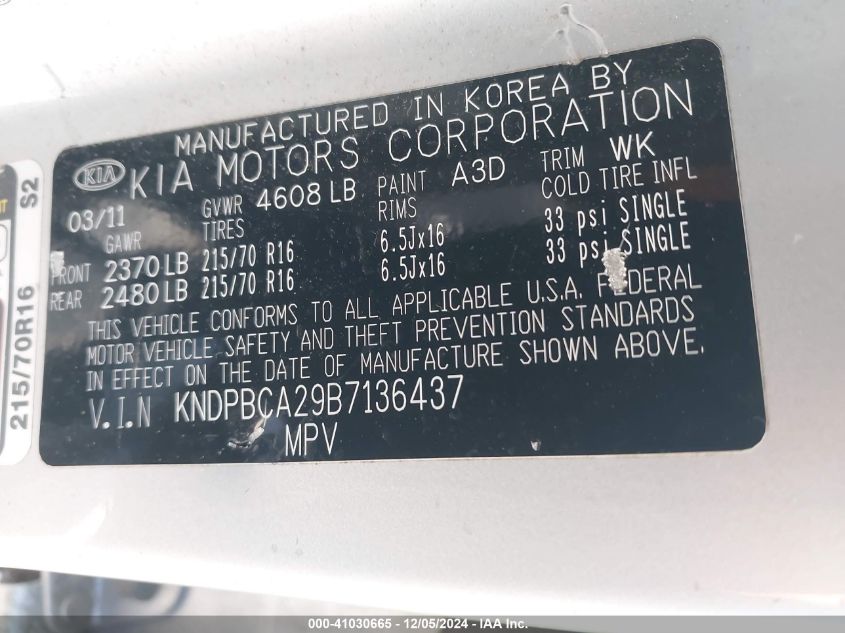 MANUFACTURED IN KOREA BY
KIA KIA MOTORS CORPORATION
03/11 GVWR 4608 LB PAINT A3D TRIM WK
GAWR TIRES RIMS COLD TIRE INFL
FRONT 2370 LB 215/70 R16 6.5Jx16 33 psi SINGLE
REAR 2480 LB 215/70 R16 6.5Jx16 33 psi SINGLE
THIS VEHICLE CONFORMS TO ALL APPLICABLE U.S.A. FEDERAL
MOTOR VEHICLE SAFETY AND THEFT PREVENTION STANDARDS
IN EFFECT ON THE DATE OF MANUFACTURE SHOWN ABOVE.
V.I.N KNDPBCA29B7136437
MPV
215/70R16 S2
000-41030665 - 12/05/2024 - IAA Inc.